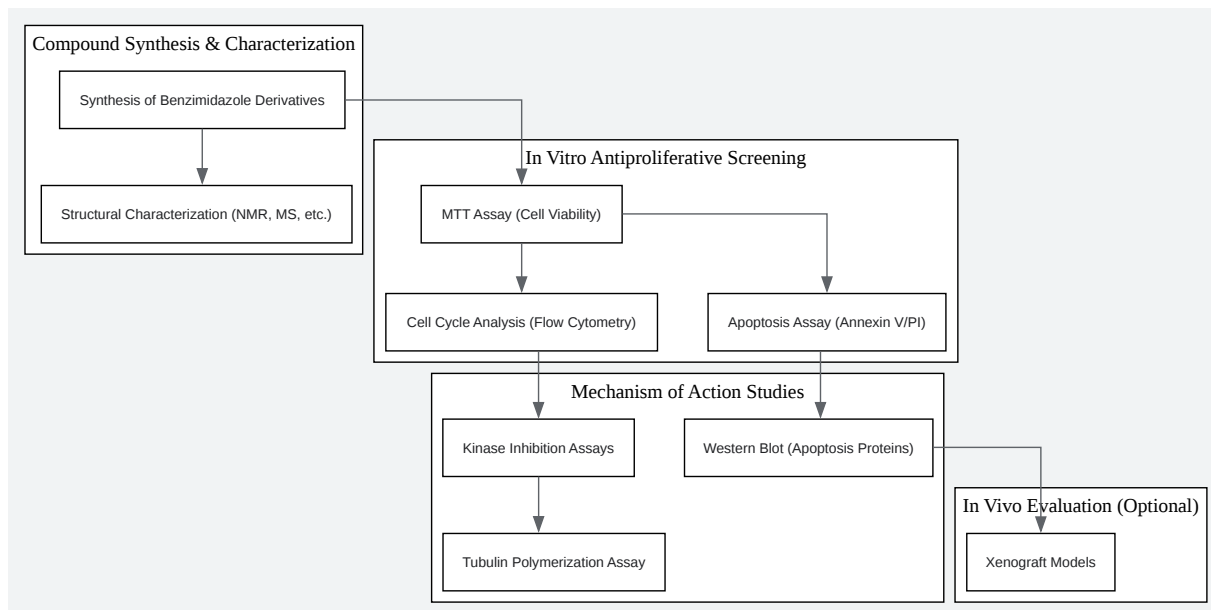 Compound Synthesis & Characterization
Synthesis of Benzimidazole Derivatives
Structural Characterization (NMR, MS, etc.)
In Vitro Antiproliferative Screening
MTT Assay (Cell Viability)
Cell Cycle Analysis (Flow Cytometry)
Apoptosis Assay (Annexin V/PI)
Mechanism of Action Studies
Kinase Inhibition Assays
Western Blot (Apoptosis Proteins)
Tubulin Polymerization Assay
In Vivo Evaluation (Optional)
Xenograft Models